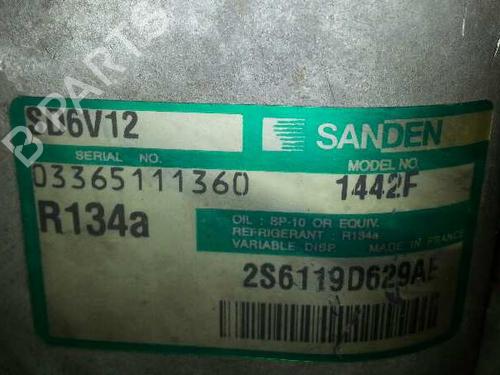 B PARTS
SD6V12
SANDEN
SERIAL NO.
MODEL NO.
03365111360
1442F
R134a
OIL : SP-10 OR EQUIV.
REFRIGERANT : R134a
VARIABLE DISP. MADE IN FRANCE
2S6119D629AE